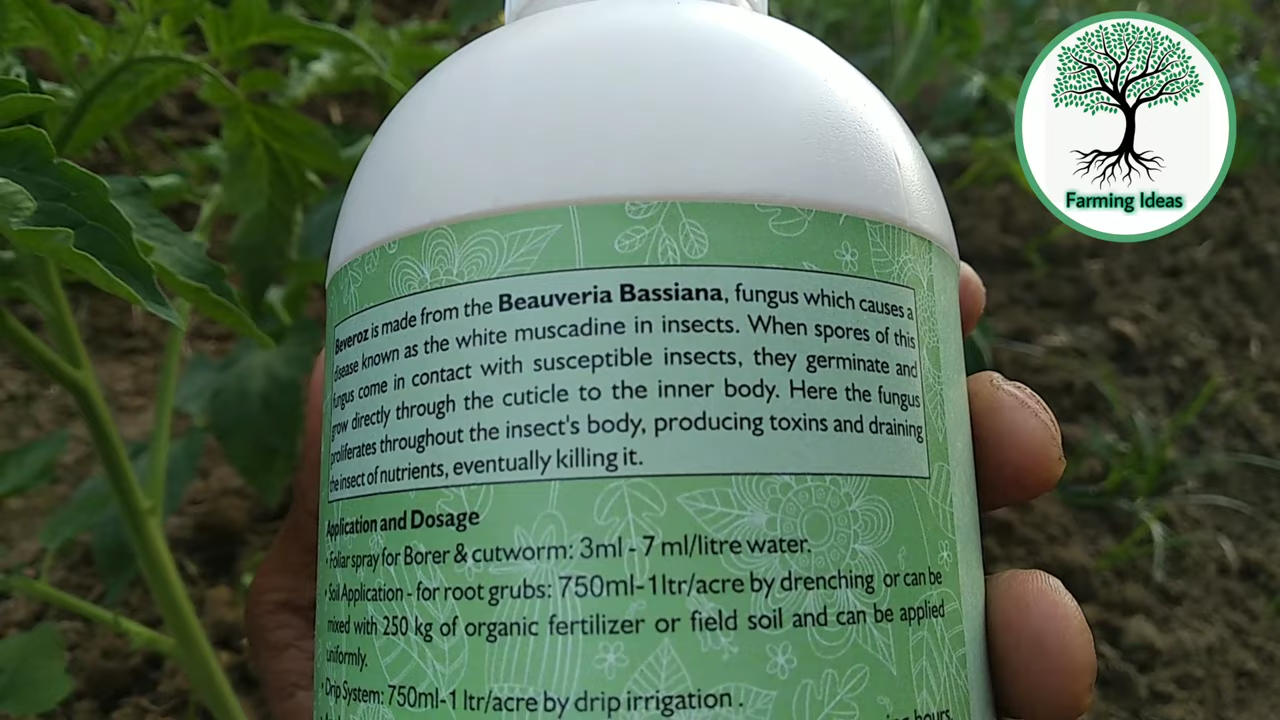 Farming Ideas
Beveroz is made from the Beauveria Bassiana, fungus which causes a
disease known as the white muscadine in insects. When spores of this
fungus come in contact with susceptible insects, they germinate and
grow directly through the cuticle to the inner body. Here the fungus
proliferates throughout the insect's body, producing toxins and draining
the insect of nutrients, eventually killing it.
Application and Dosage
• Foliar spray for Borer & cutworm: 3ml - 7 ml/litre water.
• Soil Application - for root grubs: 750ml-1ltr/acre by drenching or can be
mixed with 250 kg of organic fertilizer or field soil and can be applied
uniformly.
• Drip System: 750ml-1 ltr/acre by drip irrigation .
hours.